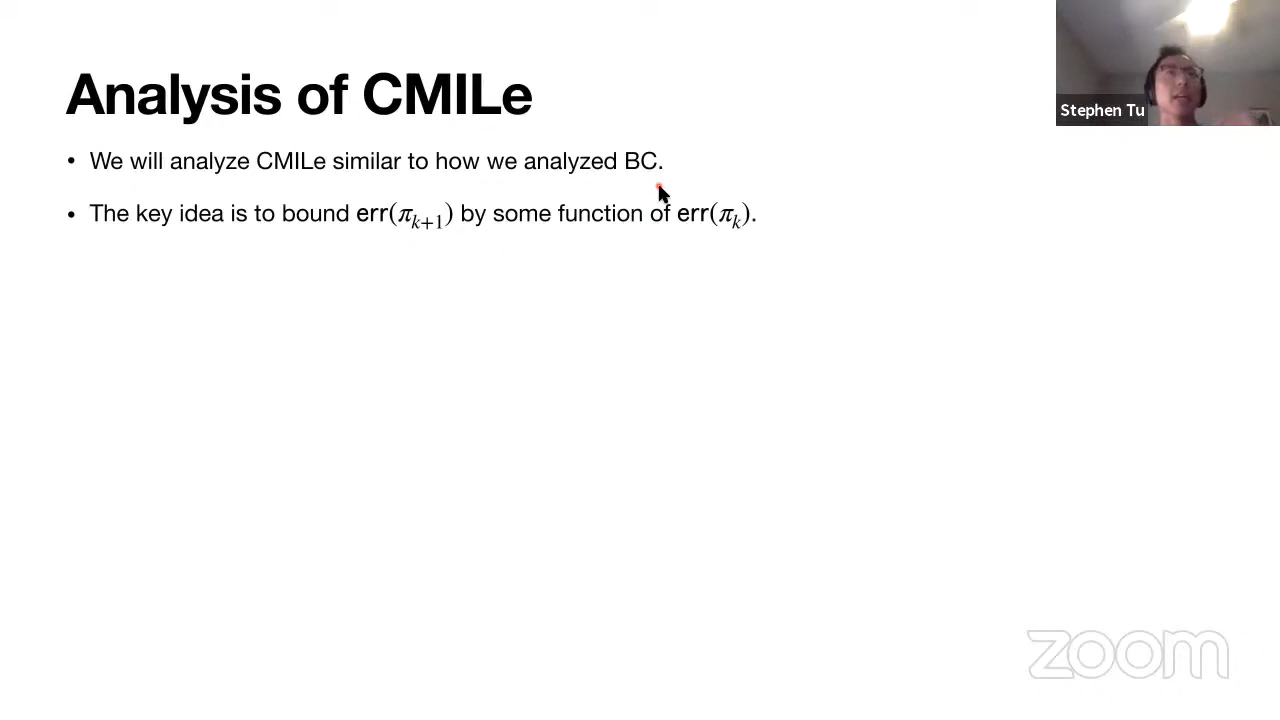 Stephen Tu
Analysis of CMILe
• We will analyze CMILe similar to how we analyzed BC.
• The key idea is to bound err(π_{k+1}) by some function of err(π_k).
zoom